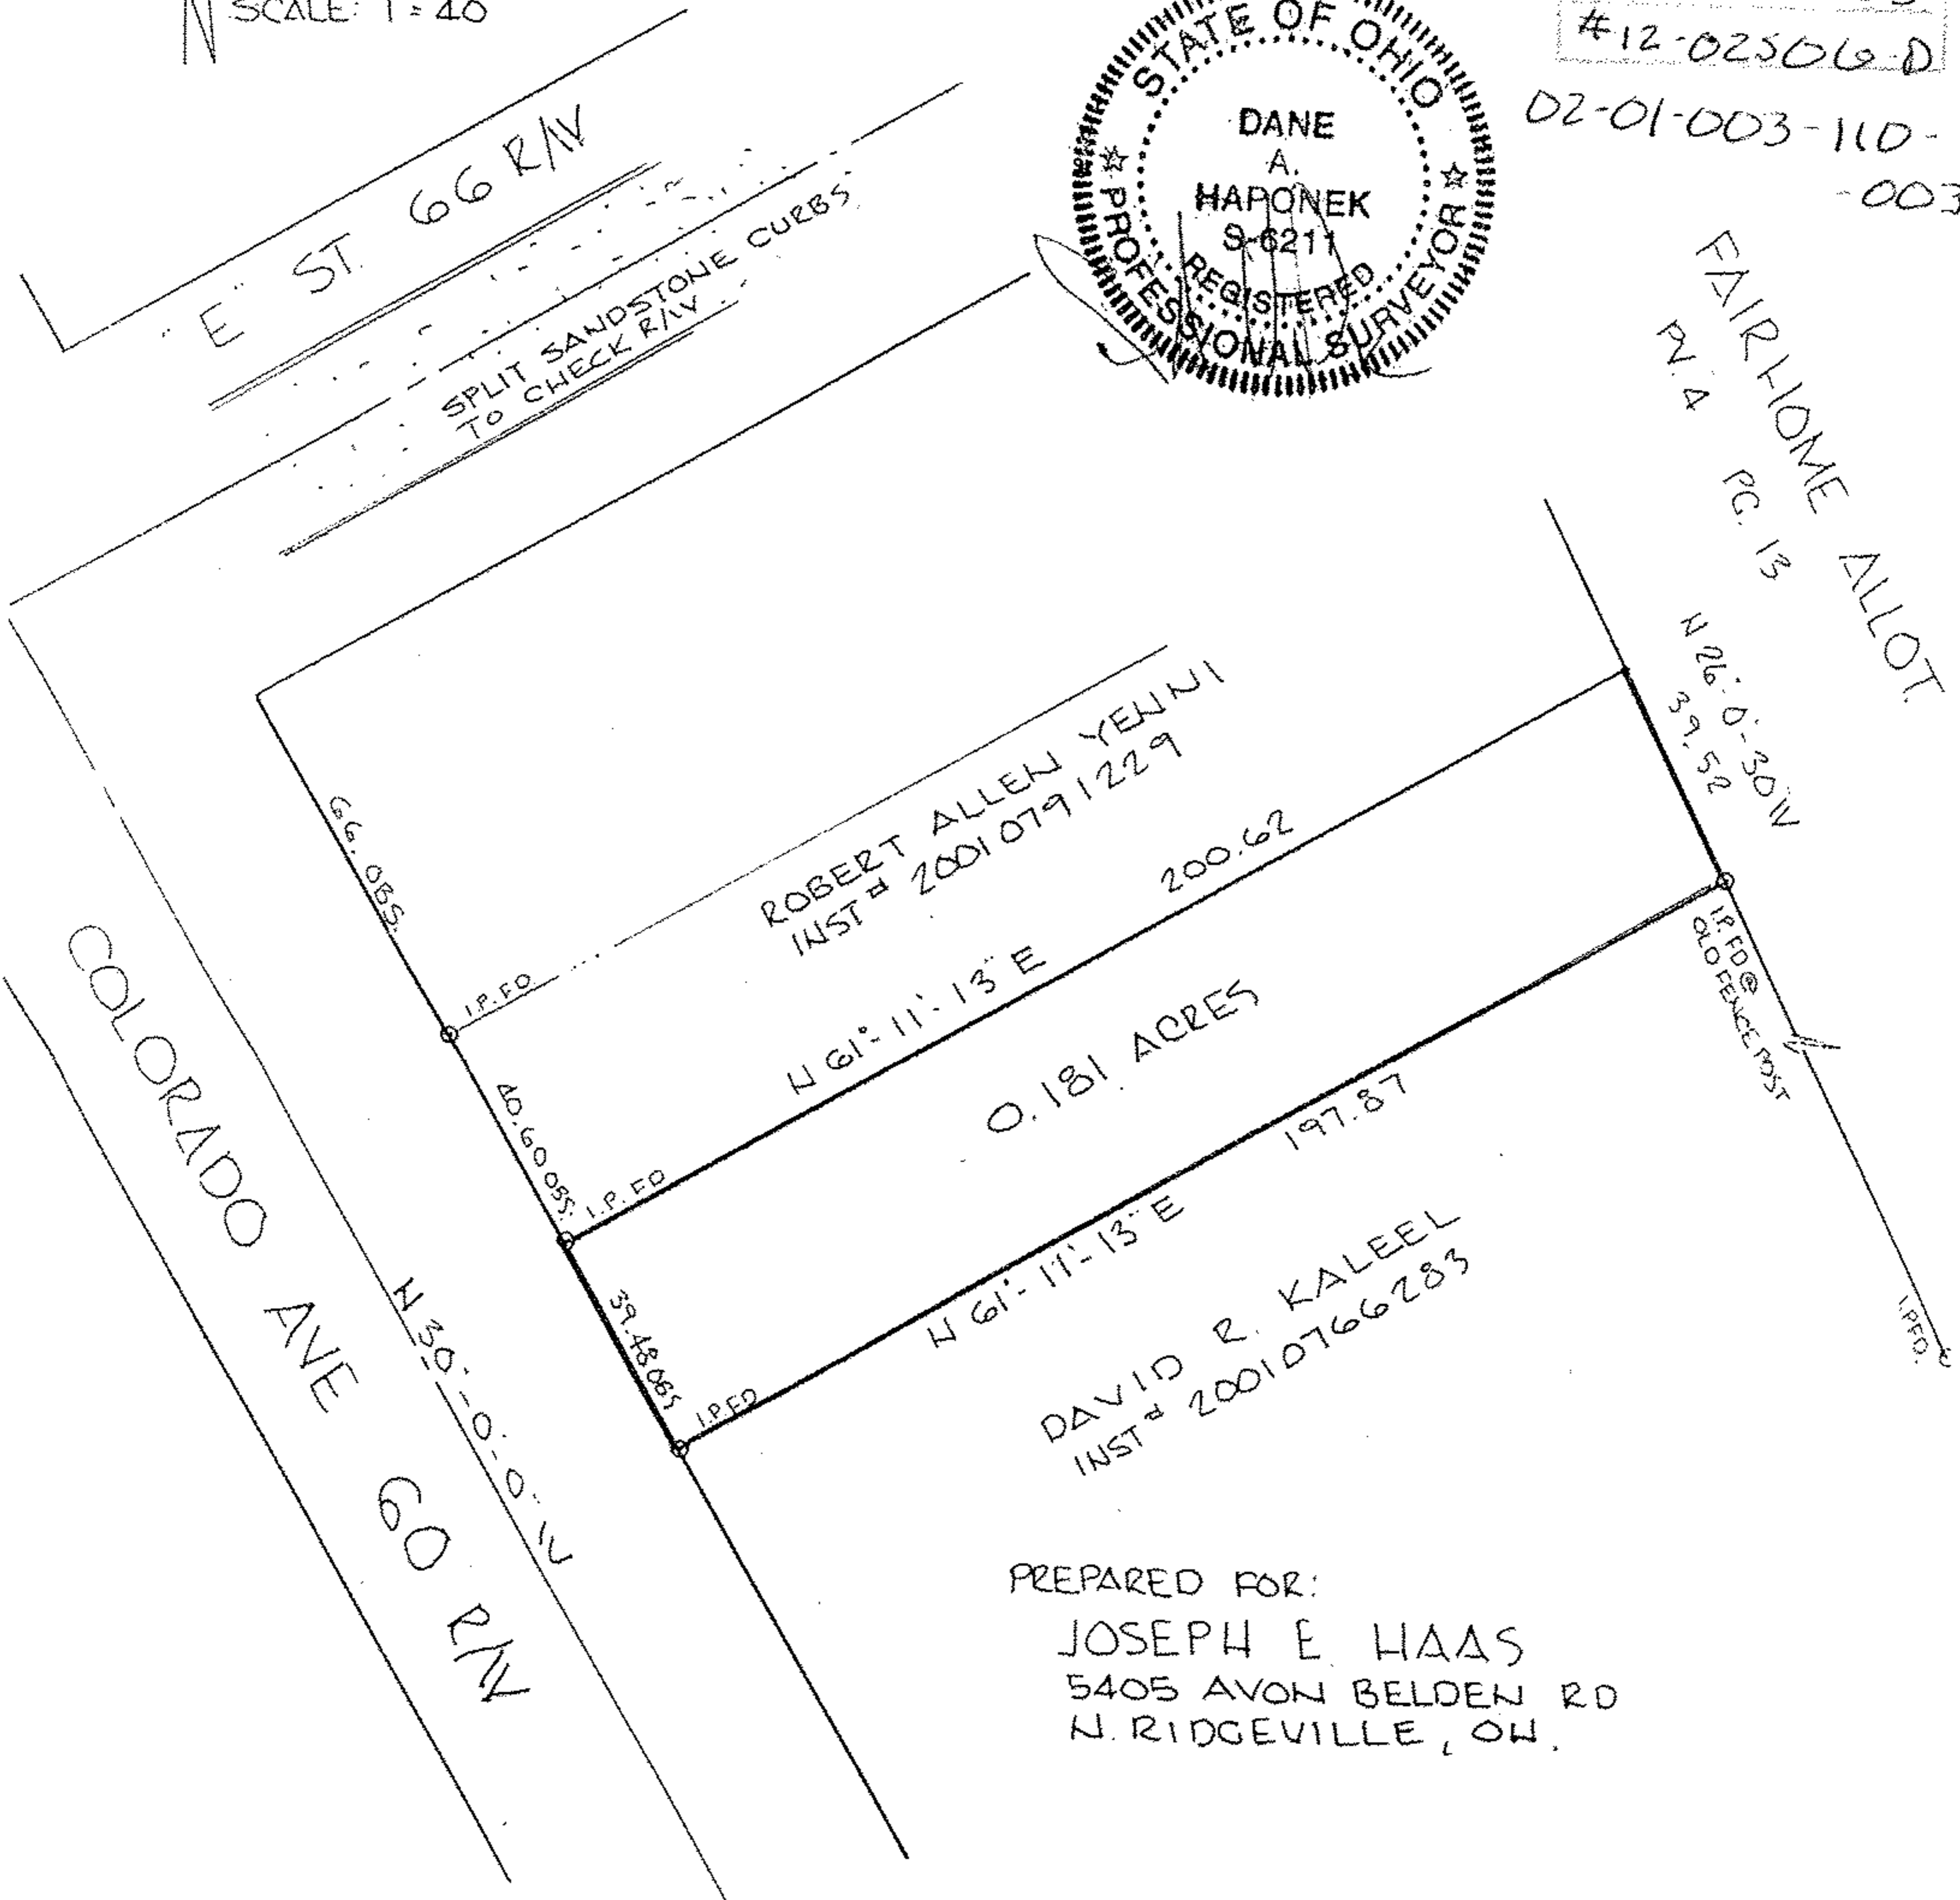 N SCALE: 1"=40'
#12-02506-D
02-01-003-110-
-003
STATE OF OHIO
DANE
A.
HAPONEK
S-6211
REGISTERED
PROFESSIONAL SURVEYOR
"E" ST. 66 R/W
SPLIT SANDSTONE CURBS
TO CHECK R/W
FAIRHOME ALLOT.
PV. 4 PG. 13
N 26°-0'-30"W
39.52
66.OBS.
ROBERT ALLEN YENNI
INST# 20010791229
200.62
I.P. FD.
N 61°-11'-13"E
I.P. FD @
OLD FENCE POST
COLORADO AVE 60 R/W
40.60 OBS.
I.P. FD
0.181 ACRES
197.87
N 61°-11'-13"E
N 30°-0'-0"W
39.48 OBS
I.P. FD
I.P.FD.
DAVID R. KALEEL
INST# 20010766283
PREPARED FOR:
JOSEPH E HAAS
5405 AVON BELDEN RD
N. RIDGEVILLE, OH.